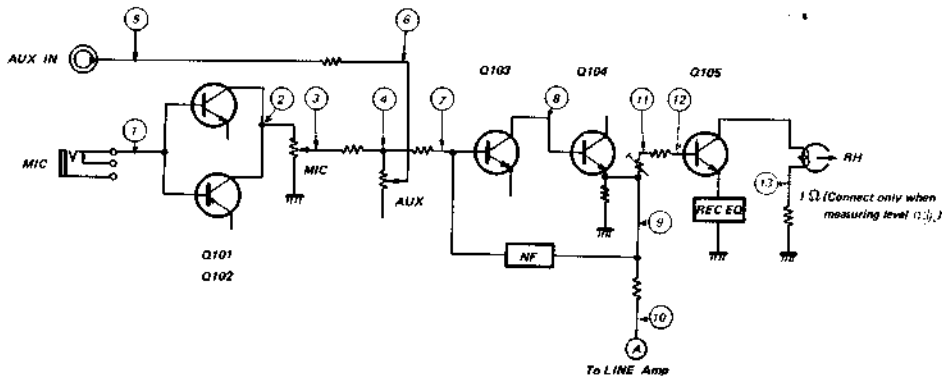 5
6
AUX IN
Q103
Q104
Q105
1
2
3
4
7
8
11
12
MIC
MIC
AUX
RH
13
1 Ω (Connect only when
measuring level
REC EQ
9
Q101
Q102
NF
10
A
To LINE Amp